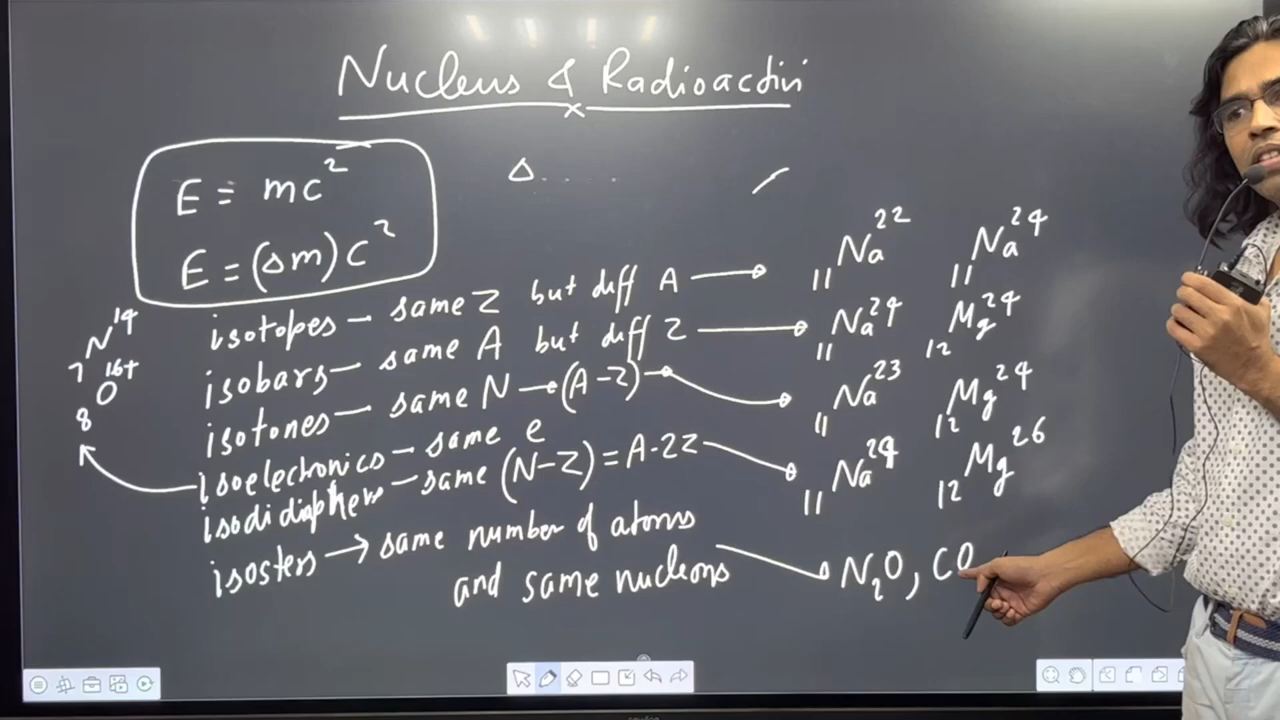 Nucleus & Radioactivi
E = mc²
E = (Δm)c²
Δ.......
isotopes – same Z but diff A → ₁₁Na²² ₁₁Na²⁴
isobars – same A but diff Z → ₁₁Na²⁴ ₁₂Mg²⁴
isotones – same N → (A–Z) → ₁₁Na²³ ₁₂Mg²⁴
isoelectronics – same e
₇N¹⁴
₈O¹⁶⁺
isodidiaphers – same (N–Z) = A-2Z → ₁₁Na²⁴ ₁₂Mg²⁶
isosters → same number of atoms
and same nucleons → N₂O, CO